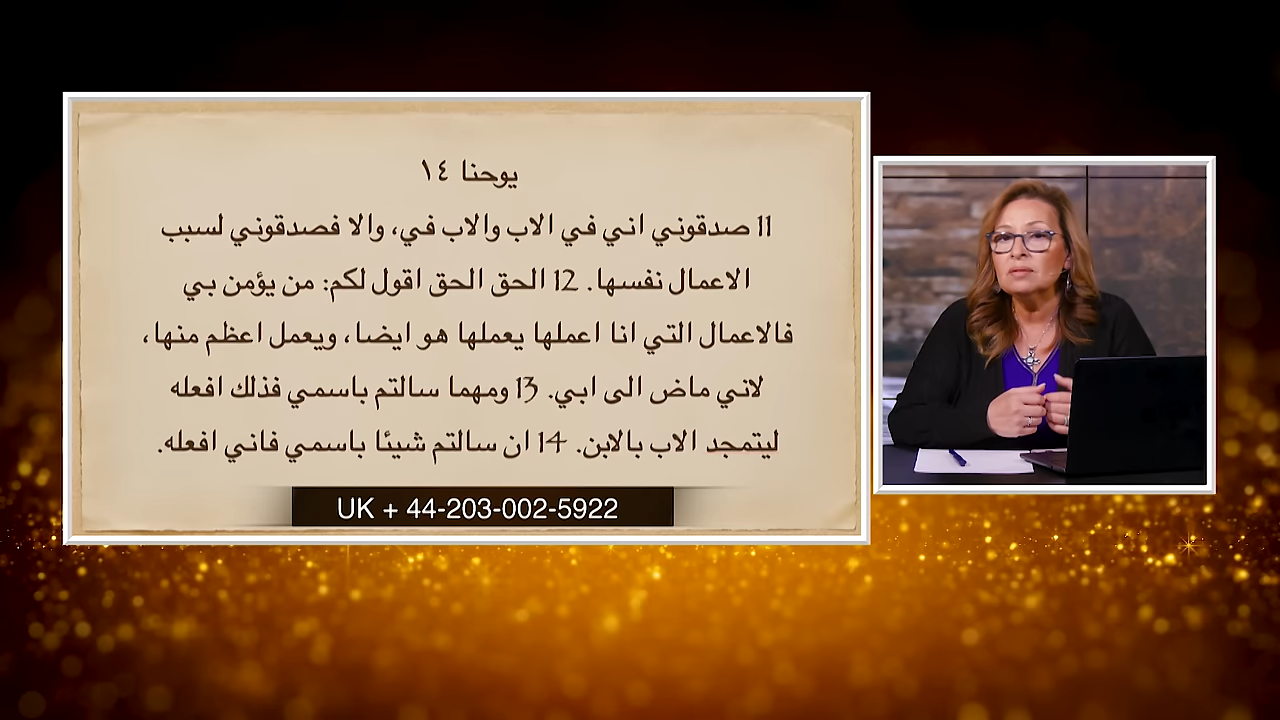 يوحنا ١٤
11 صدقوني اني في الاب والاب في، والا فصدقوني لسبب
الاعمال نفسها. 12 الحق الحق اقول لكم: من يؤمن بي
فالاعمال التي انا اعملها يعملها هو ايضا، ويعمل اعظم منها،
لاني ماض الى ابي. 13 ومهما سالتم باسمي فذلك افعله
ليتمجد الاب بالابن. 14 ان سالتم شيئا باسمي فاني افعله.
UK + 44-203-002-5922